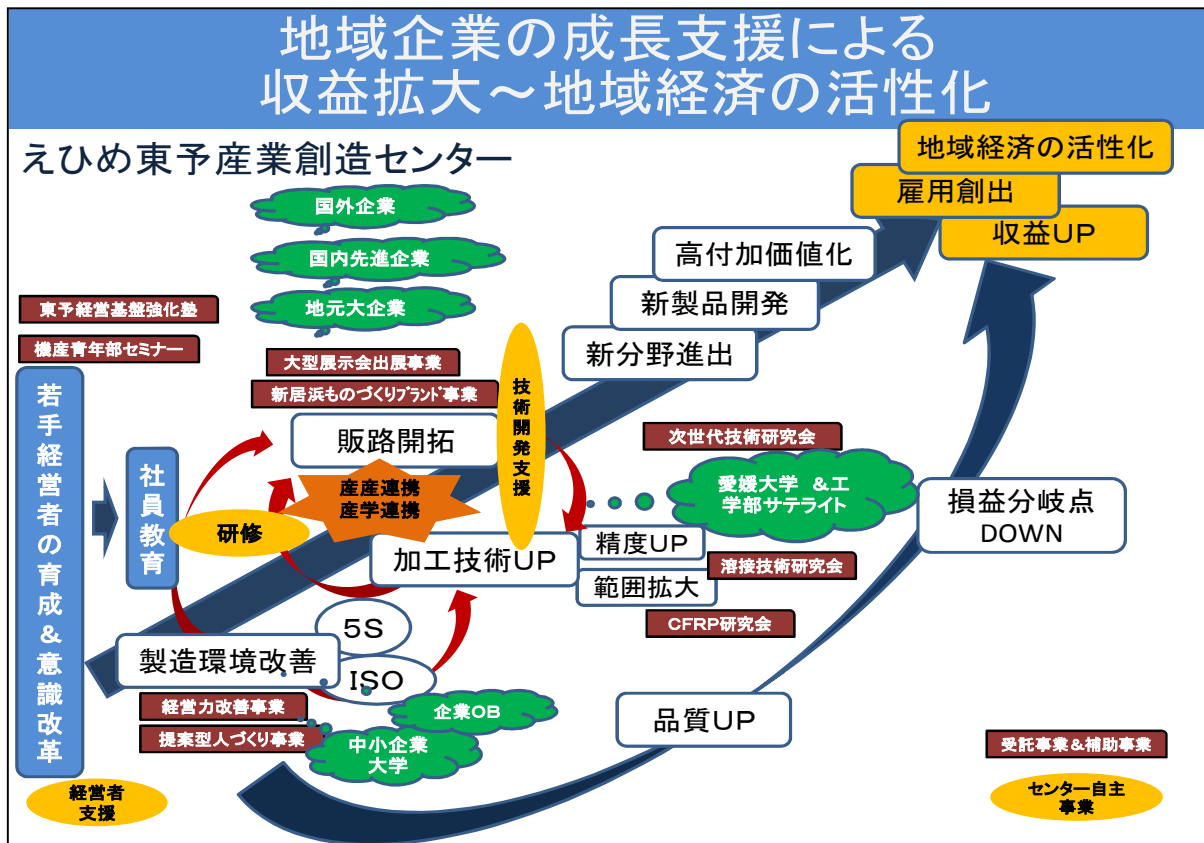 地域企業の成長支援による
収益拡大～地域経済の活性化
えひめ東予産業創造センター
地域経済の活性化
雇用創出
収益UP
国外企業
国内先進企業
地元大企業
高付加価値化
新製品開発
新分野進出
東予経営基盤強化塾
機産青年部セミナー
大型展示会出展事業
新居浜ものづくりブランド事業
技術開発支援
若手経営者の育成＆意識改革
社員教育
販路開拓
産産連携
産学連携
研修
次世代技術研究会
愛媛大学 ＆工
学部サテライト
損益分岐点
DOWN
加工技術UP
精度UP
範囲拡大
溶接技術研究会
CFRP研究会
5S
製造環境改善
ISO
経営力改善事業
提案型人づくり事業
企業OB
中小企業
大学
品質UP
受託事業＆補助事業
経営者
支援
センター自主
事業